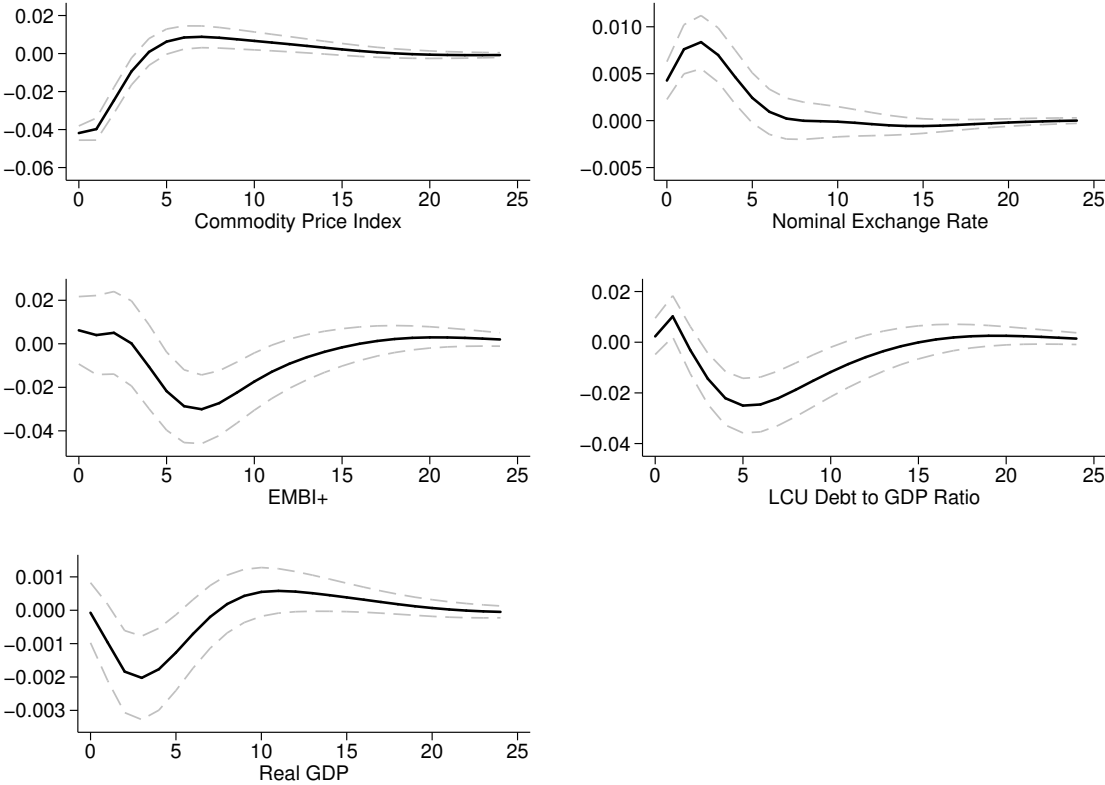 0.02
0.00
−0.02
−0.04
−0.06
0 5 10 15 20 25
Commodity Price Index
0.010
0.005
0.000
−0.005
0 5 10 15 20 25
Nominal Exchange Rate
0.02
0.00
−0.02
−0.04
0 5 10 15 20 25
EMBI+
0.02
0.00
−0.02
−0.04
0 5 10 15 20 25
LCU Debt to GDP Ratio
0.001
0.000
−0.001
−0.002
−0.003
0 5 10 15 20 25
Real GDP